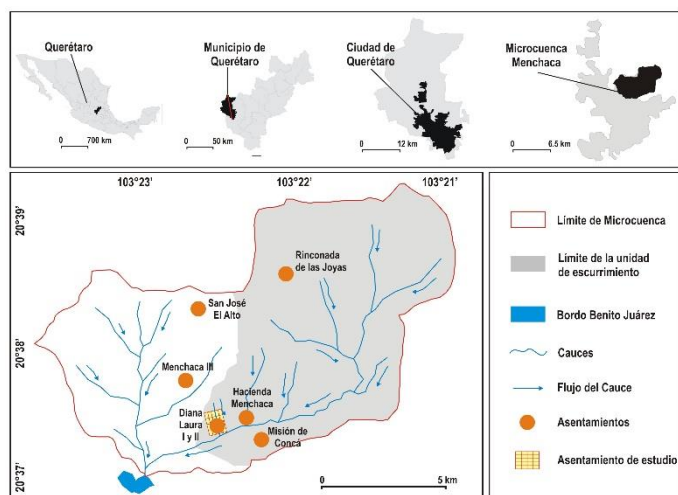 Querétaro
0 700 km
Municipio de
Querétaro
0 50 km
Ciudad de
Querétaro
0 12 km
Microcuenca
Menchaca
0 6.5 km
103°23' 103°22' 103°21'
20°39'
20°38'
20°37'
Rinconada
de las Joyas
San José
El Alto
Menchaca III
Diana
Laura
I y II
Hacienda
Menchaca
Misión de
Concá
0 5 km
Límite de Microcuenca
Límite de la unidad
de escurrimiento
Bordo Benito Juárez
Cauces
Flujo del Cauce
Asentamientos
Asentamiento de estudio